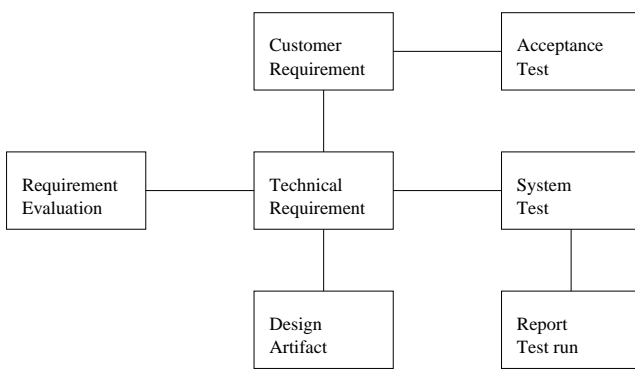 Customer
Requirement
Acceptance
Test
Requirement
Evaluation
Technical
Requirement
System
Test
Design
Artifact
Report
Test run